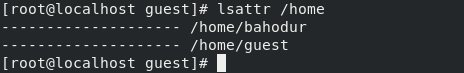 [root@localhost guest]# lsattr /home
-------------------- /home/bahodur
-------------------- /home/guest
[root@localhost guest]#